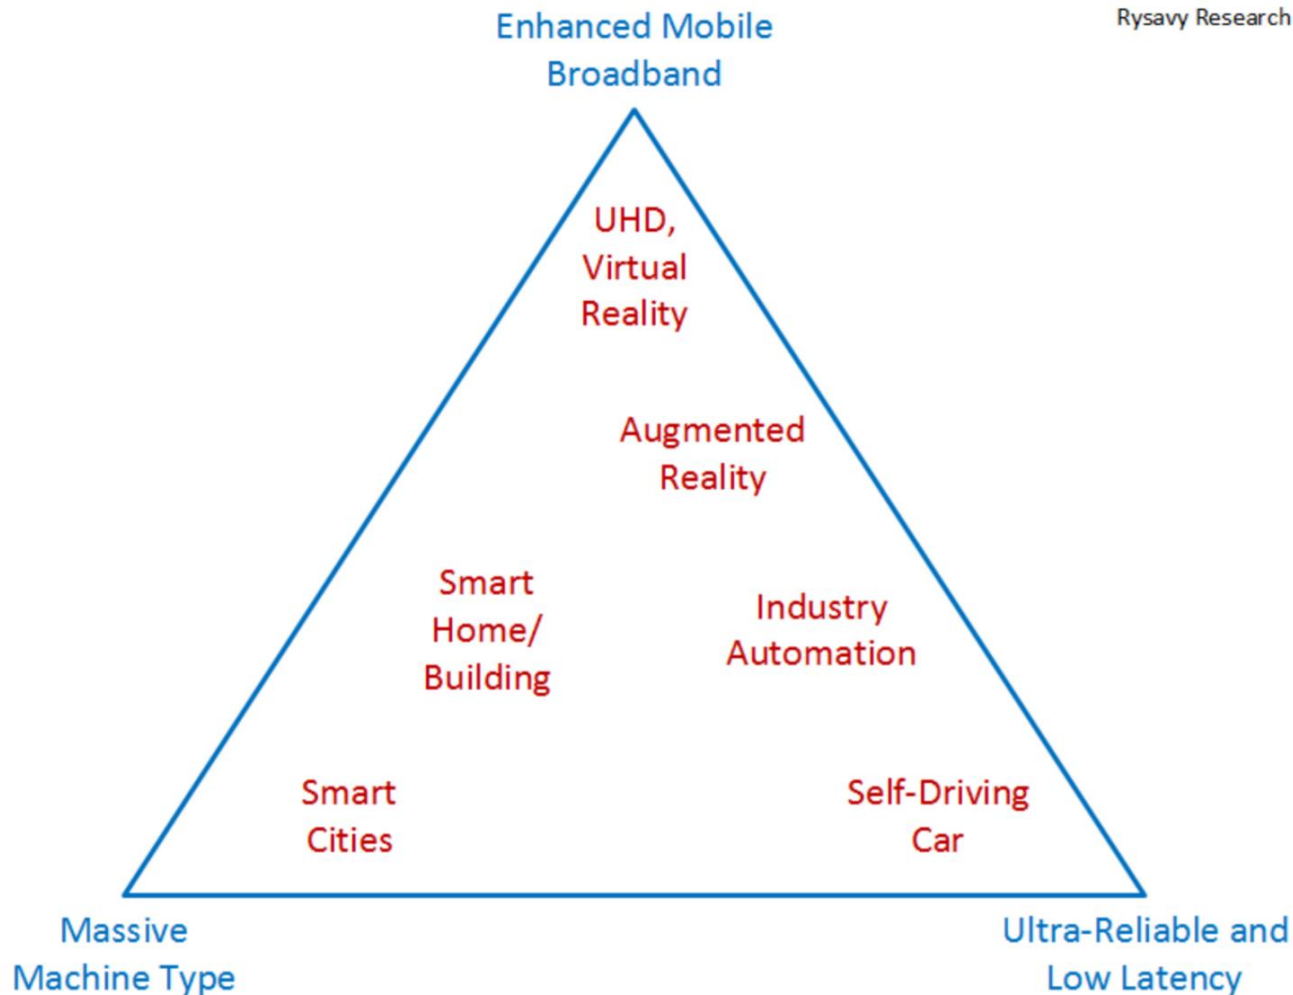 Enhanced Mobile
Broadband
Rysavy Research
UHD,
Virtual
Reality
Augmented
Reality
Smart
Home/
Building
Industry
Automation
Smart
Cities
Self-Driving
Car
Massive
Machine Type
Ultra-Reliable and
Low Latency